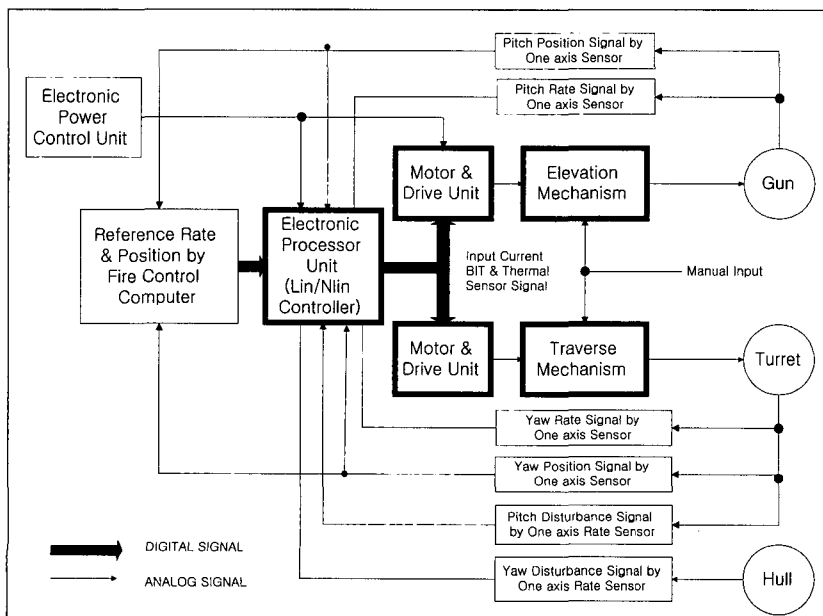 Pitch Position Signal by
One axis Sensor
Pitch Rate Signal by
One axis Sensor
Electronic
Power
Control Unit
Motor &
Drive Unit
Elevation
Mechanism
Gun
Reference Rate
& Position by
Fire Control
Computer
Electronic
Processor
Unit
(Lin/Nlin
Controller)
Input Current
BIT & Thermal
Sensor Signal
Manual Input
Motor &
Drive Unit
Traverse
Mechanism
Turret
Yaw Rate Signal by
One axis Sensor
Yaw Position Signal by
One axis Sensor
Pitch Disturbance Signal
by One axis Rate Sensor
Yaw Disturbance Signal by
One axis Rate Sensor
Hull
DIGITAL SIGNAL
ANALOG SIGNAL